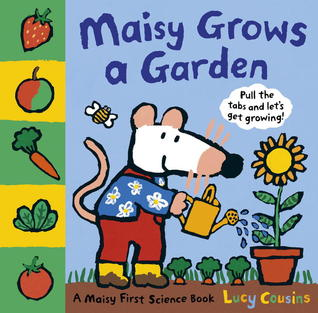 Maisy Grows
a Garden
Pull the
tabs and let's
get growing!
A Maisy First Science Book Lucy Cousins